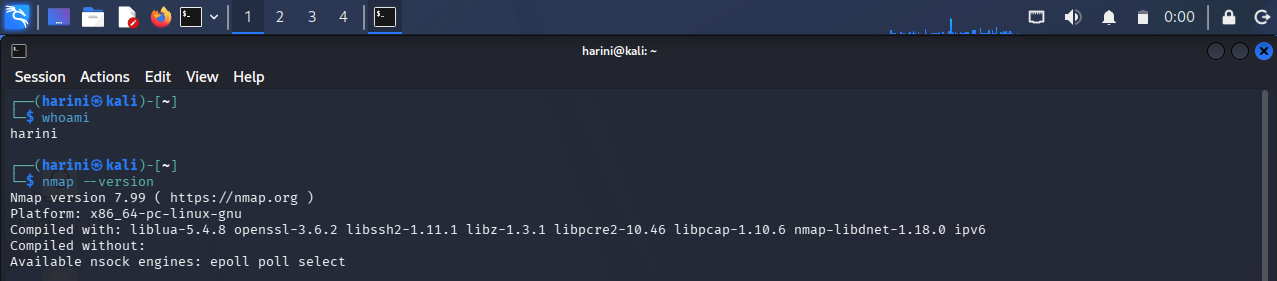 1 2 3 4 0:00
harini@kali: ~
Session Actions Edit View Help
┌──(harini㉿kali)-[~]
└─$ whoami
harini
┌──(harini㉿kali)-[~]
└─$ nmap --version
Nmap version 7.99 ( https://nmap.org )
Platform: x86_64-pc-linux-gnu
Compiled with: liblua-5.4.8 openssl-3.6.2 libssh2-1.11.1 libz-1.3.1 libpcre2-10.46 libpcap-1.10.6 nmap-libdnet-1.18.0 ipv6
Compiled without:
Available nsock engines: epoll poll select